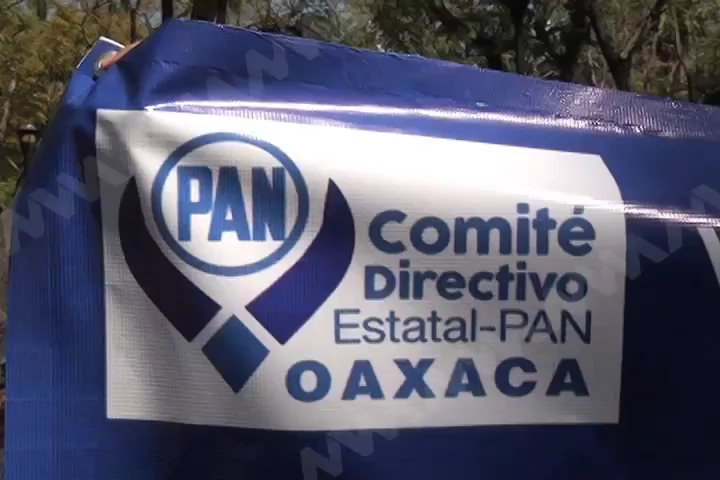 PAN
Comité
Directivo
Estatal-PAN
OAXACA